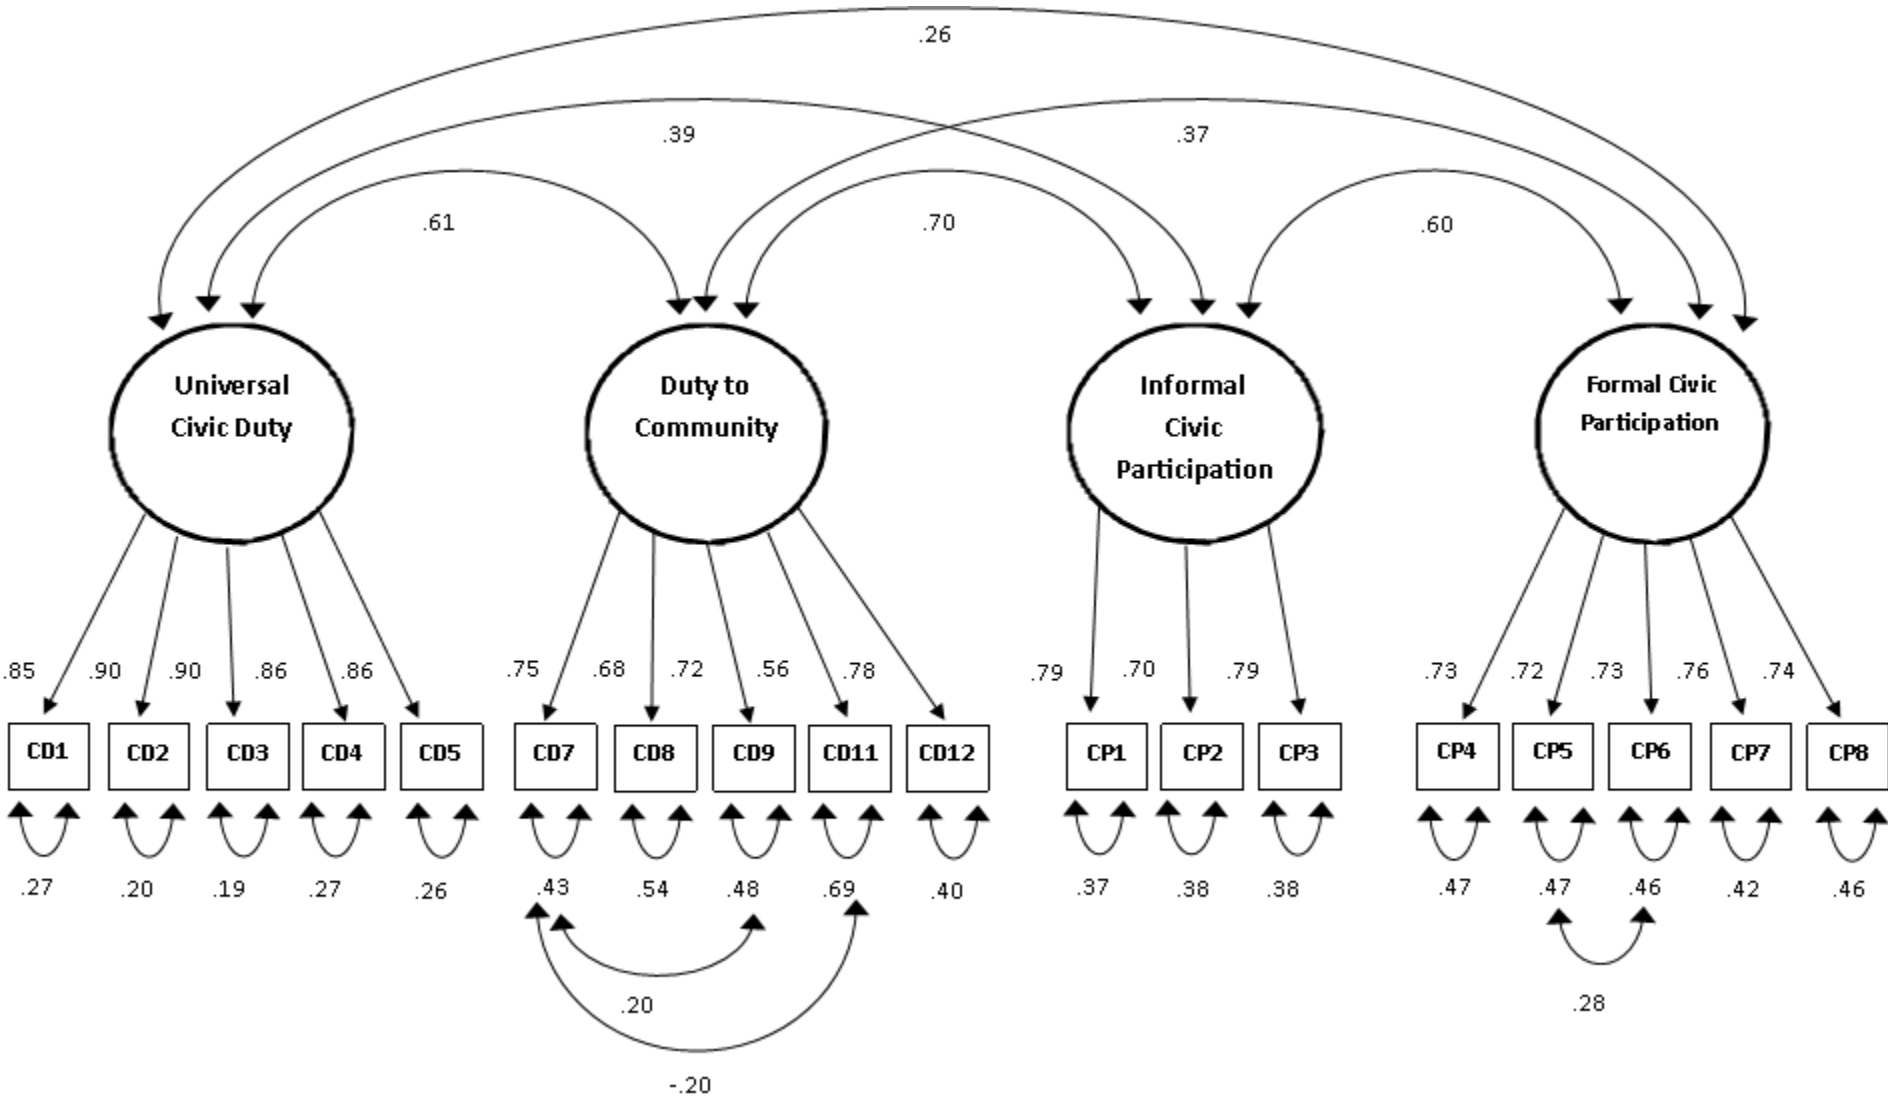 .26
.39 .37
.61 .70 .60
Universal
Civic Duty
Duty to
Community
Informal
Civic
Participation
Formal Civic
Participation
.85 .90 .90 .86 .86 .75 .68 .72 .56 .78 .79 .70 .79 .73 .72 .73 .76 .74
CD1 CD2 CD3 CD4 CD5 CD7 CD8 CD9 CD11 CD12 CP1 CP2 CP3 CP4 CP5 CP6 CP7 CP8
.27 .20 .19 .27 .26 .43 .54 .48 .69 .40 .37 .38 .38 .47 .47 .46 .42 .46
.20 .28
-.20